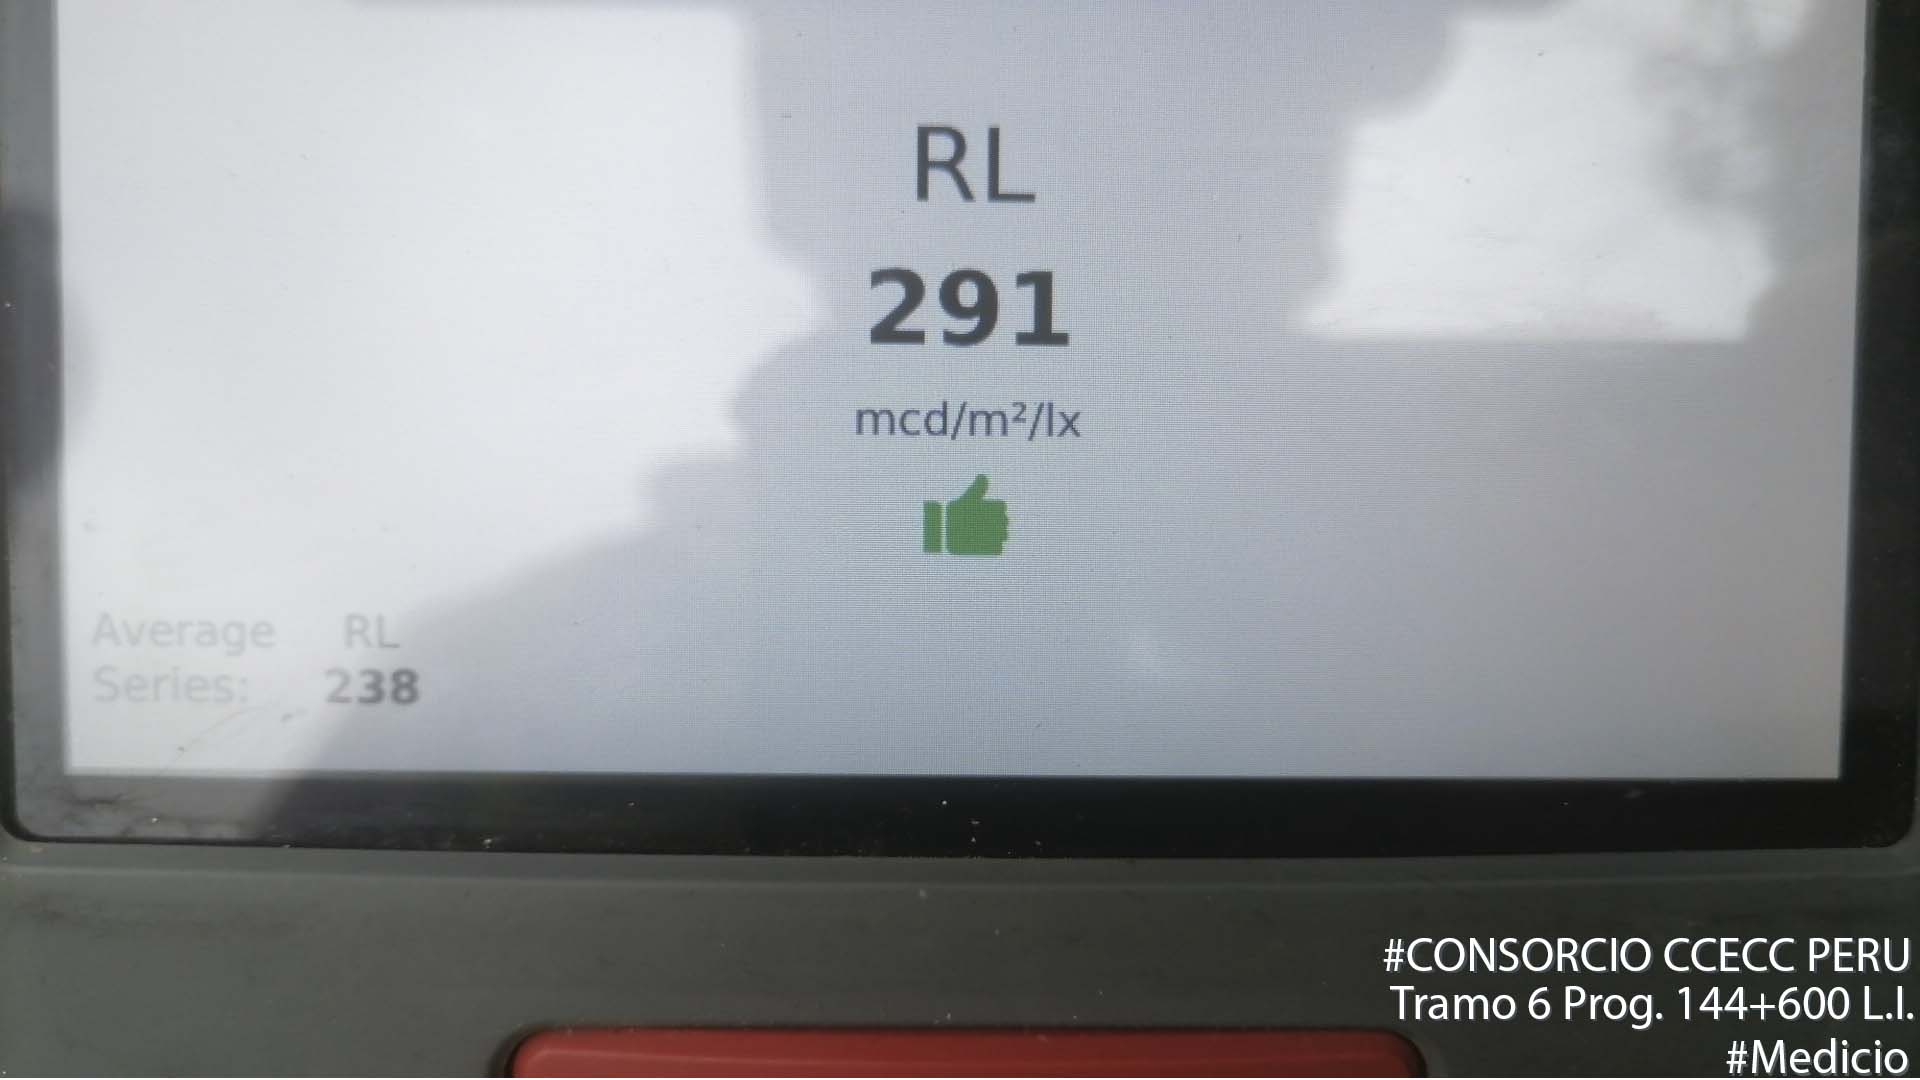 RL
291
mcd/m²/lx
Average RL
Series: 238
#CONSORCIO CCECC PERU
Tramo 6 Prog. 144+600 L.I.
#Medicio